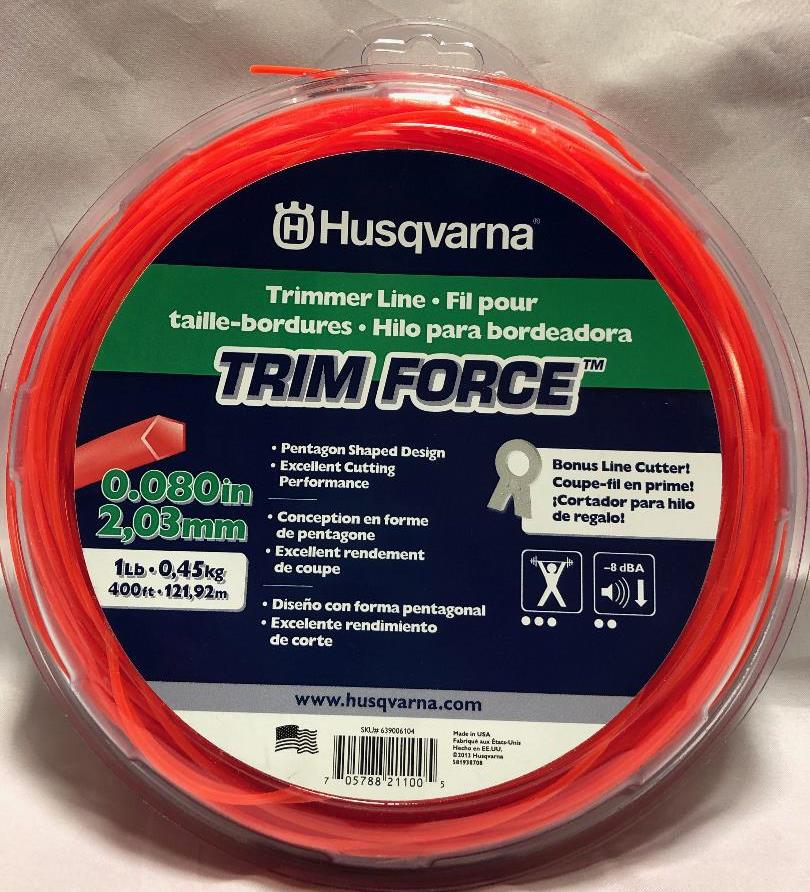 Husqvarna®
Trimmer Line • Fil pour
taille-bordures • Hilo para bordeadora
TRIM FORCE™
• Pentagon Shaped Design
• Excellent Cutting
Performance
0.080in
2,03mm
1Lb • 0,45kg
400ft • 121,92m
• Conception en forme
de pentagone
• Excellent rendement
de coupe
• Diseño con forma pentagonal
• Excelente rendimiento
de corte
Bonus Line Cutter!
Coupe-fil en prime!
¡Cortador para hilo
de regalo!
–8 dBA
www.husqvarna.com
SKU# 639006104
7 05788 21100 5
Made in USA
Fabriqué aux États-Unis
Hecho en EE.UU.
©2013 Husqvarna
581938708